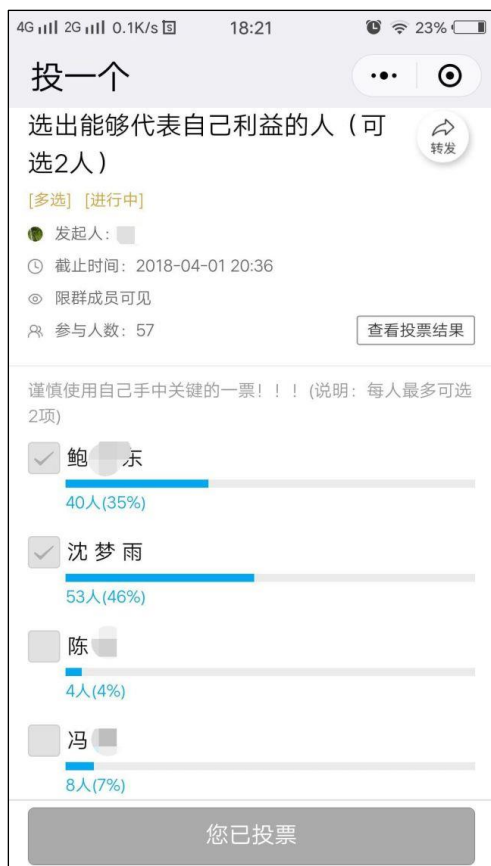 4G 2G 0.1K/s 18:21 23%
投一个
选出能够代表自己利益的人（可
选2人）
转发
[多选] [进行中]
发起人：
截止时间：2018-04-01 20:36
限群成员可见
参与人数：57
查看投票结果
谨慎使用自己手中关键的一票！！！(说明：每人最多可选
2项)
鲍 东
40人(35%)
沈 梦 雨
53人(46%)
陈
4人(4%)
冯
8人(7%)
您已投票